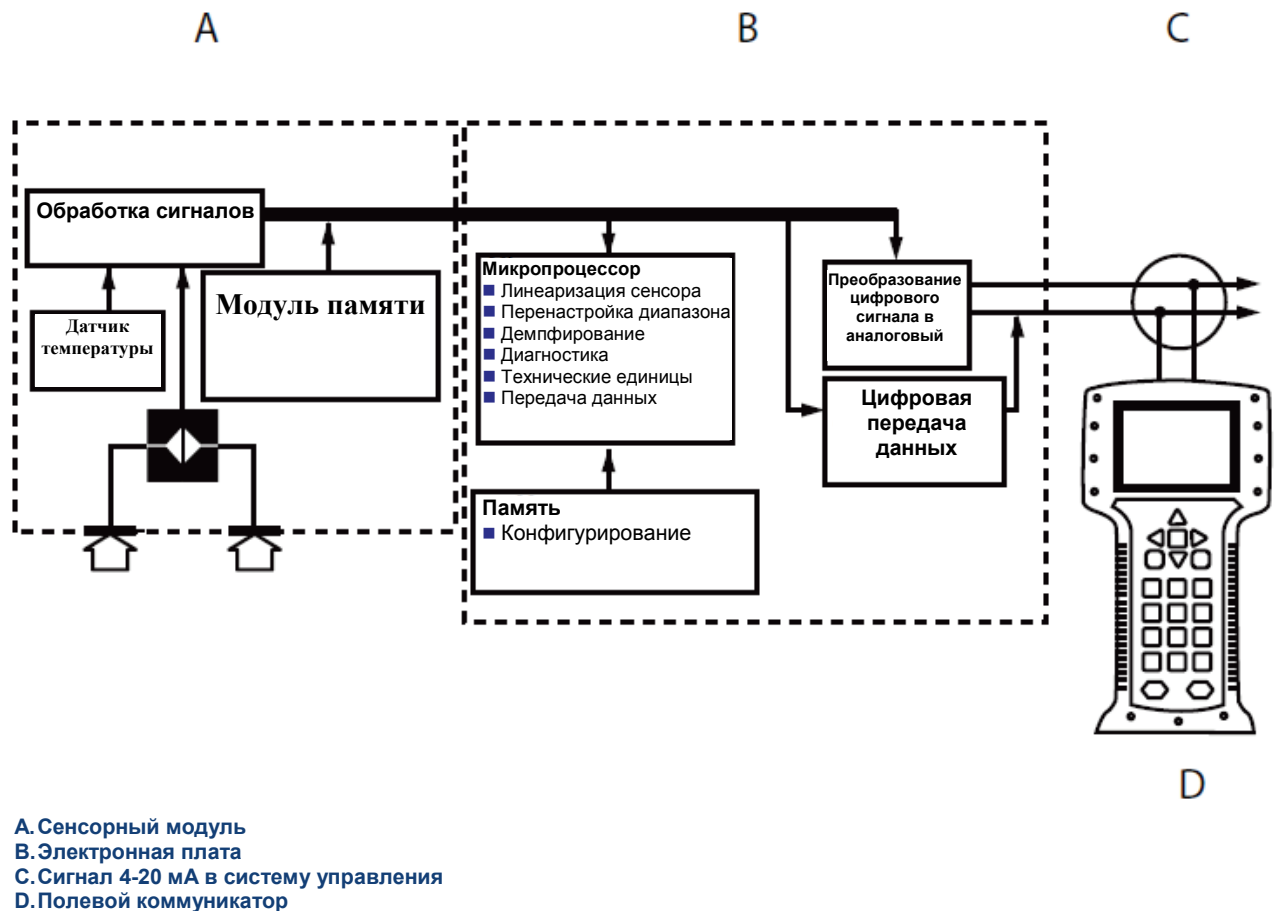 A
B
C
Обработка сигналов
Модуль памяти
Датчик
температуры
Микропроцессор
Линеаризация сенсора
Перенастройка диапазона
Демпфирование
Диагностика
Технические единицы
Передача данных
Память
Конфигурирование
Преобразование
цифрового
сигнала в
аналоговый
Цифровая
передача
данных
D
A.Сенсорный модуль
B.Электронная плата
C.Сигнал 4-20 мА в систему управления
D.Полевой коммуникатор